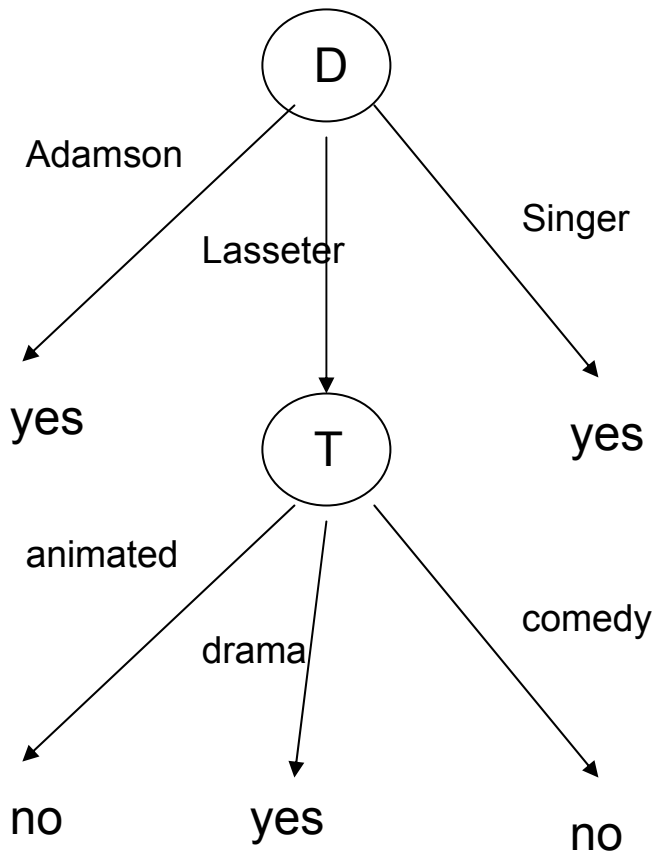 D
Adamson
Singer
Lasseter
yes
yes
T
animated
comedy
drama
no
yes
no